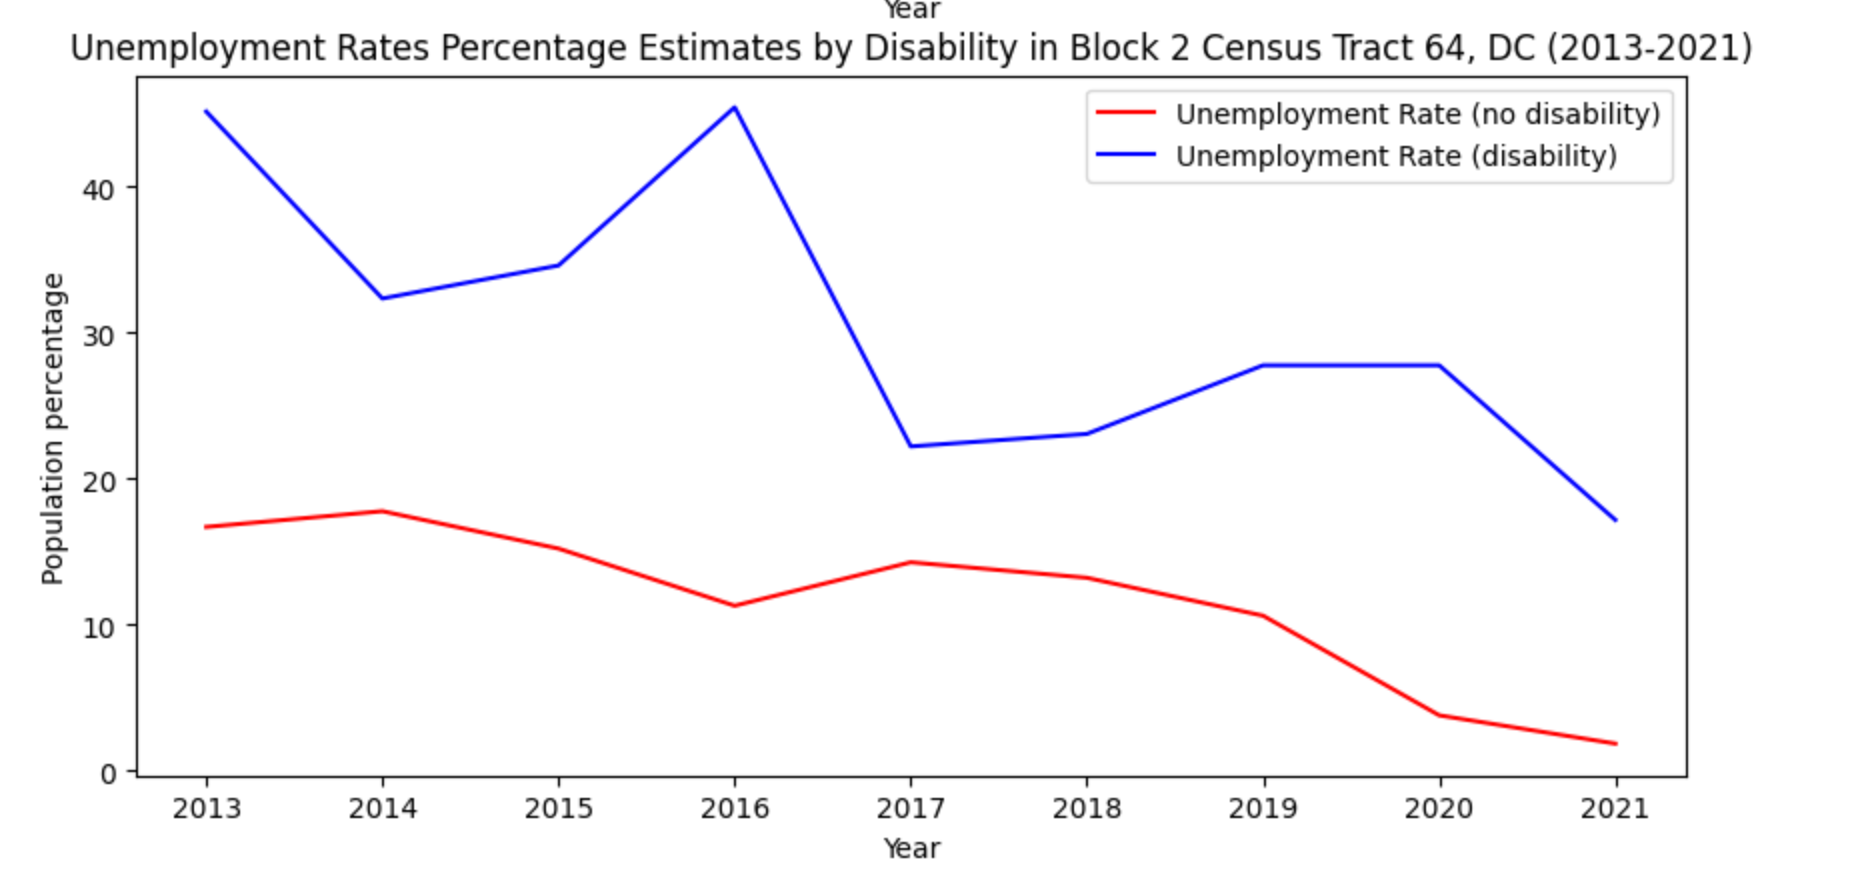 Year
Unemployment Rates Percentage Estimates by Disability in Block 2 Census Tract 64, DC (2013-2021)
Unemployment Rate (no disability)
Unemployment Rate (disability)
Population percentage
40
30
20
10
0
2013 2014 2015 2016 2017 2018 2019 2020 2021
Year